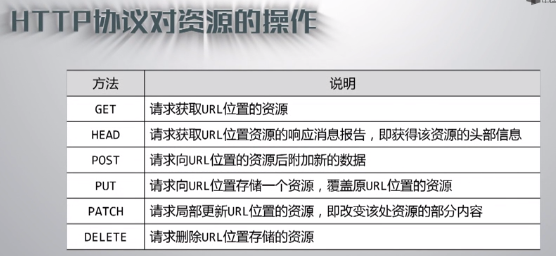 HTTP协议对资源的操作
方法 说明
GET 请求获取URL位置的资源
HEAD 请求获取URL位置资源的响应消息报告，即获得该资源的头部信息
POST 请求向URL位置的资源后附加新的数据
PUT 请求向URL位置存储一个资源，覆盖原URL位置的资源
PATCH 请求局部更新URL位置的资源，即改变该处资源的部分内容
DELETE 请求删除URL位置存储的资源